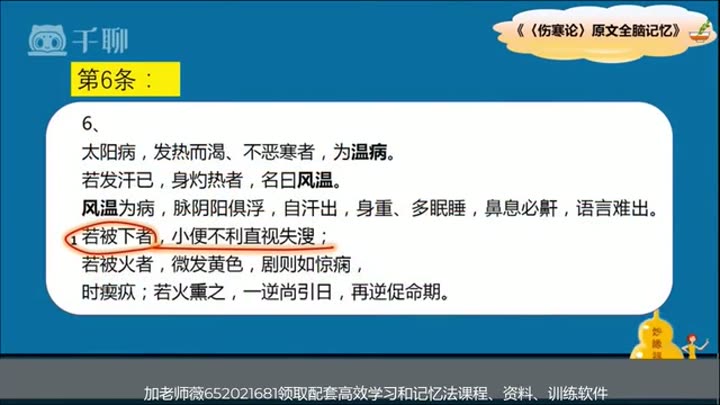 千聊
《〈伤寒论〉原文全脑记忆》
第6条：
6、
太阳病，发热而渴、不恶寒者，为温病。
若发汗已，身灼热者，名曰风温。
风温为病，脉阴阳俱浮，自汗出，身重、多眠睡，鼻息必鼾，语言难出。
1 若被下者，小便不利直视失溲；
若被火者，微发黄色，剧则如惊痫，
时瘈疭；若火熏之，一逆尚引日，再逆促命期。
加老师薇652021681领取配套高效学习和记忆法课程、资料、训练软件